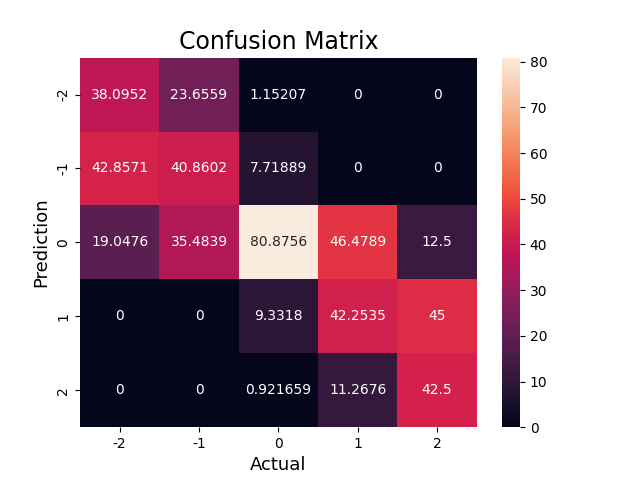 Confusion Matrix
-2 38.0952 23.6559 1.15207 0 0
-1 42.8571 40.8602 7.71889 0 0
0 19.0476 35.4839 80.8756 46.4789 12.5
1 0 0 9.3318 42.2535 45
2 0 0 0.921659 11.2676 42.5
-2 -1 0 1 2
Prediction
Actual
80
70
60
50
40
30
20
10
0